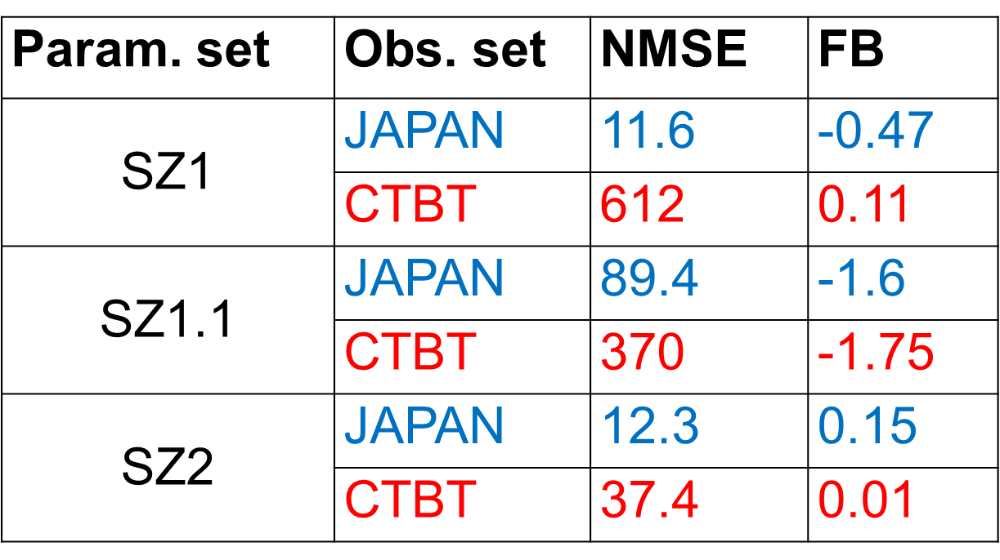 Param. set Obs. set NMSE FB
JAPAN 11.6 -0.47
SZ1
CTBT 612 0.11
JAPAN 89.4 -1.6
SZ1.1
CTBT 370 -1.75
JAPAN 12.3 0.15
SZ2
CTBT 37.4 0.01